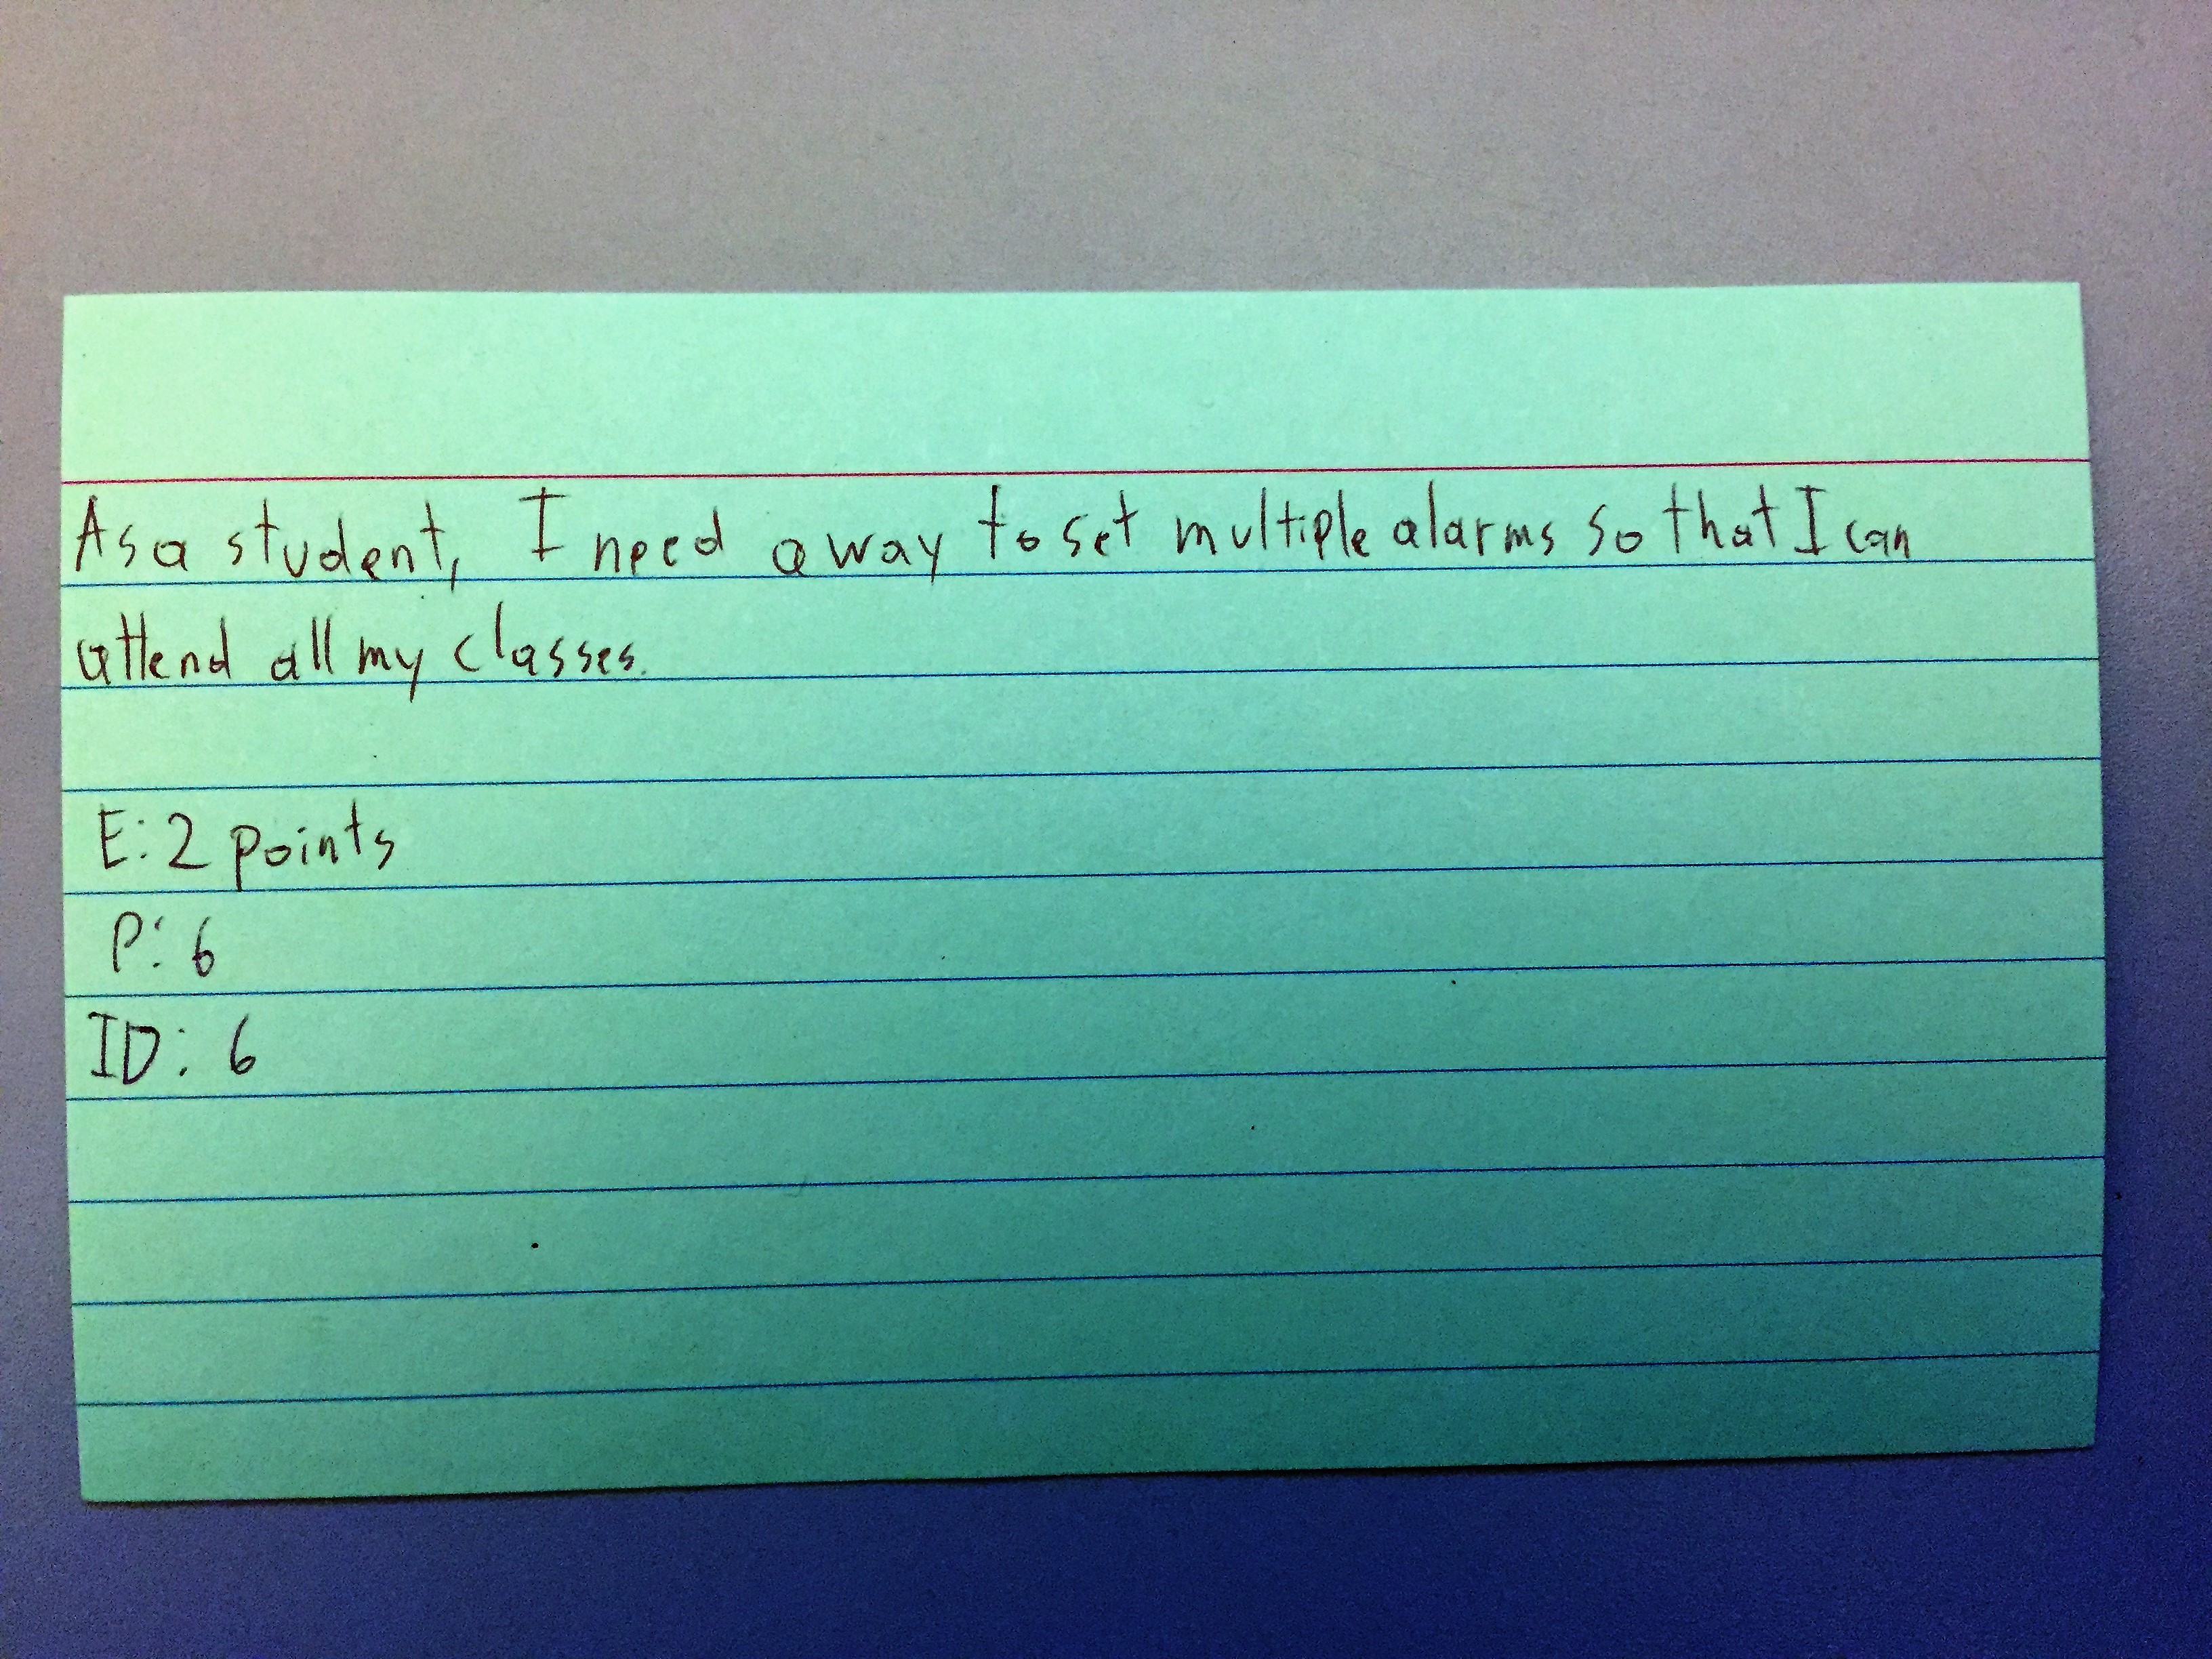 As a student, I need a way to set multiple alarms so that I can
attend all my classes.
E: 2 points
P: 6
ID: 6